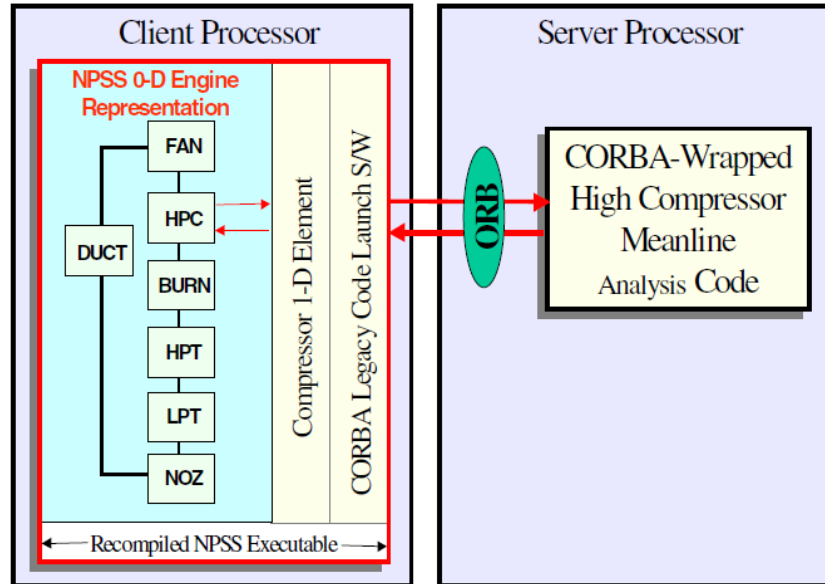 Client Processor
NPSS 0-D Engine
Representation
FAN
HPC
DUCT
BURN
HPT
LPT
NOZ
Compressor 1-D Element
CORBA Legacy Code Launch S/W
Recompiled NPSS Executable
ORB
Server Processor
CORBA-Wrapped
High Compressor
Meanline
Analysis Code